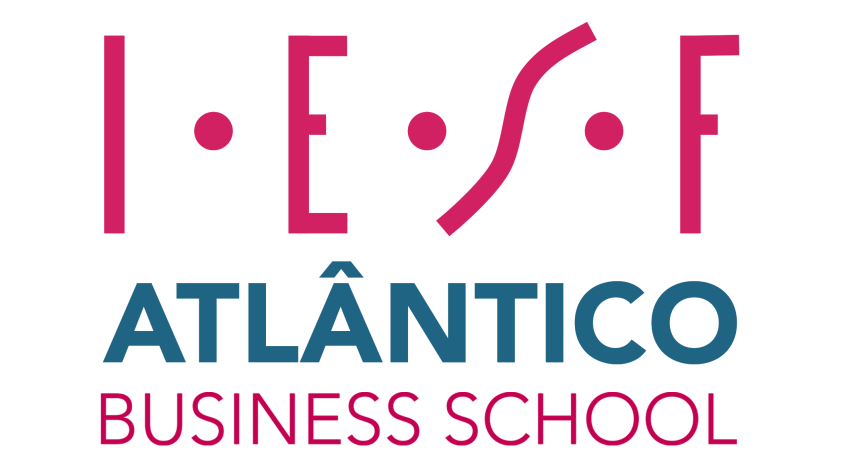 I·E·S·F
ATLÂNTICO
BUSINESS SCHOOL